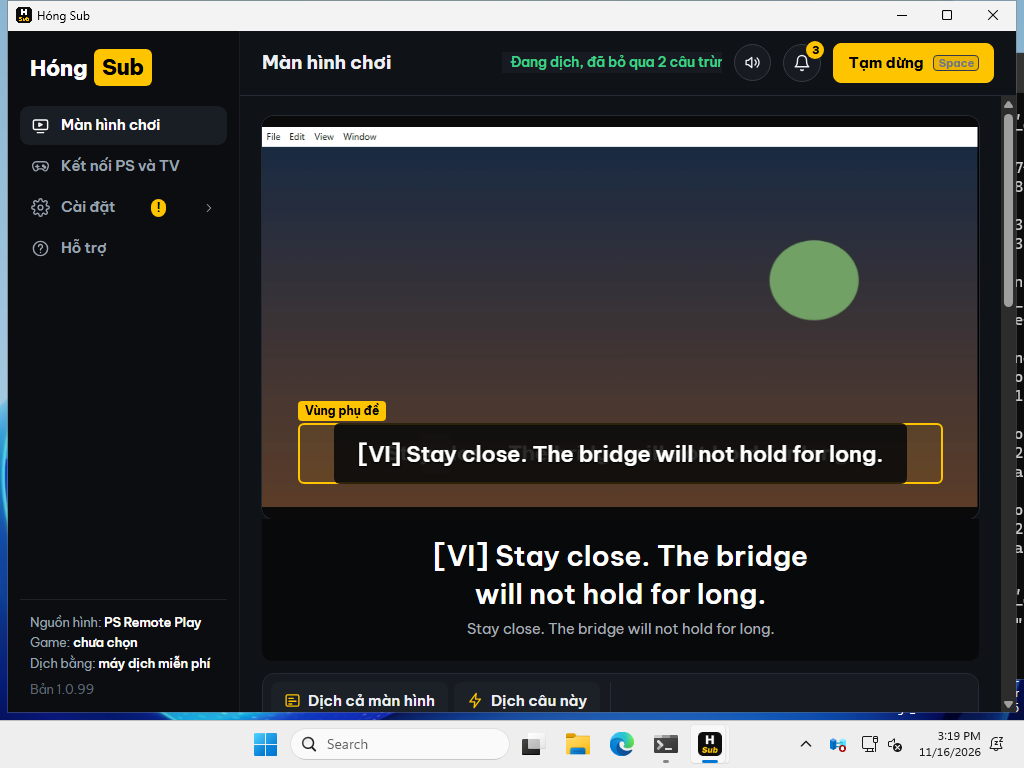 Hóng Sub
Hóng Sub
Màn hình chơi
Kết nối PS và TV
Cài đặt
!
Hỗ trợ
Nguồn hình: PS Remote Play
Game: chưa chọn
Dịch bằng: máy dịch miễn phí
Bản 1.0.99
Màn hình chơi
Đang dịch, đã bỏ qua 2 câu
3
Tạm dừng Space
File Edit View Window
Vùng phụ đề
[VI] Stay close. The bridge will not hold for long.
[VI] Stay close. The bridge
will not hold for long.
Stay close. The bridge will not hold for long.
Dịch cả màn hình
Dịch câu này
Search
H
Sub
3:19 PM
11/16/2026